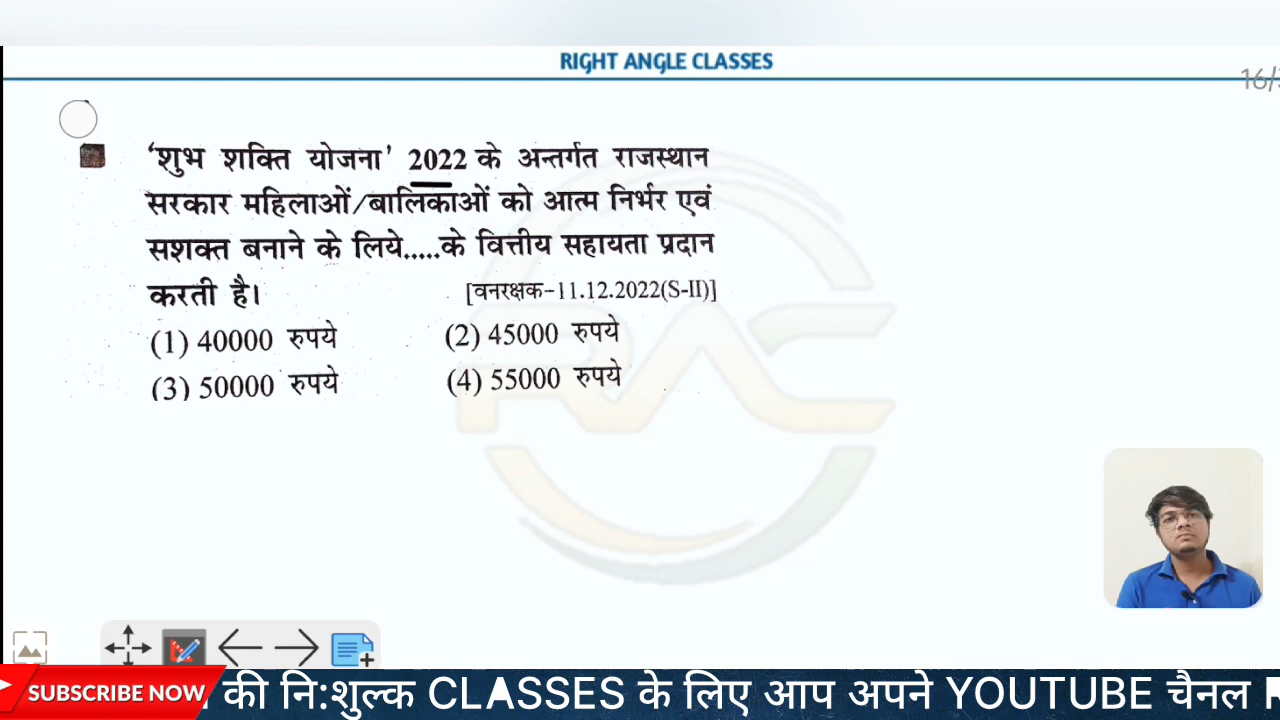 RIGHT ANGLE CLASSES
16/
'शुभ शक्ति योजना' 2022 के अन्तर्गत राजस्थान
सरकार महिलाओं/बालिकाओं को आत्म निर्भर एवं
सशक्त बनाने के लिये.....के वित्तीय सहायता प्रदान
करती है। [वनरक्षक-11.12.2022(S-II)]
(1) 40000 रुपये (2) 45000 रुपये
(3) 50000 रुपये (4) 55000 रुपये
RAC
SUBSCRIBE NOW की नि:शुल्क CLASSES के लिए आप अपने YOUTUBE चैनल